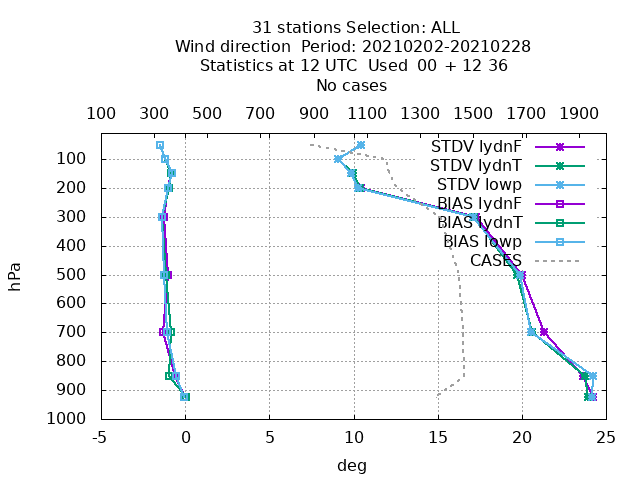 31 stations Selection: ALL
Wind direction  Period: 20210202-20210228
Statistics at 12 UTC  Used  00 + 12 36
No cases
100 300 500 700 900 1100 1300 1500 1700 1900
STDV lydnF
STDV lydnT
STDV lowp
BIAS lydnF
BIAS lydnT
BIAS lowp
CASES
hPa
100
200
300
400
500
600
700
800
900
1000
-5 0 5 10 15 20 25
deg